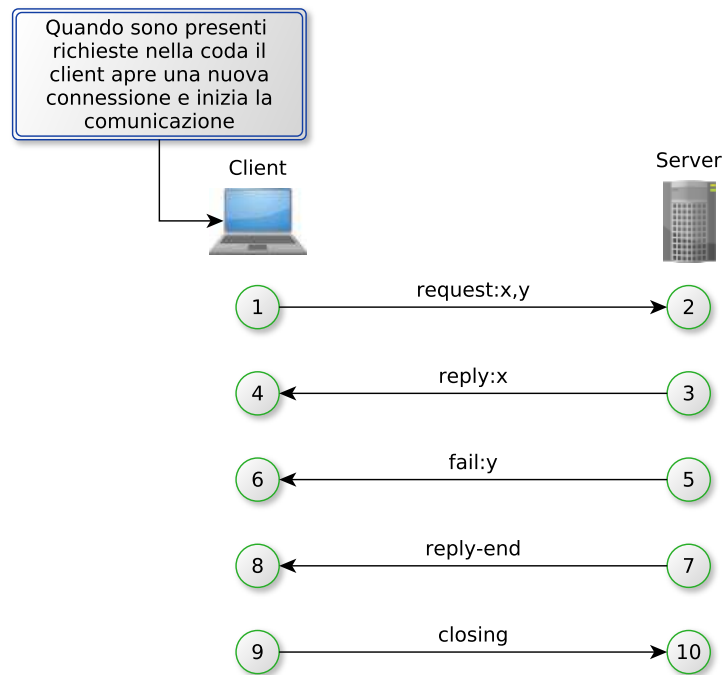 Quando sono presenti
richieste nella coda il
client apre una nuova
connessione e inizia la
comunicazione
Client
Server
request:x,y
1
2
reply:x
4
3
fail:y
6
5
reply-end
8
7
closing
9
10